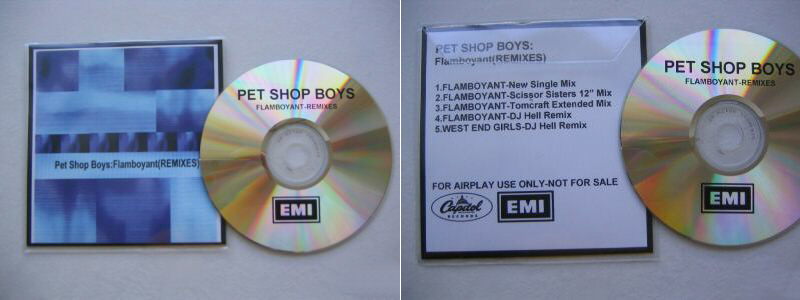 Pet Shop Boys:Flamboyant(REMIXES)
PET SHOP BOYS
FLAMBOYANT-REMIXES
EMI
PET SHOP BOYS:
Flamboyant(REMIXES)
1.FLAMBOYANT-New Single Mix
2.FLAMBOYANT-Scissor Sisters 12" Mix
3.FLAMBOYANT-Tomcraft Extended Mix
4.FLAMBOYANT-DJ Hell Remix
5.WEST END GIRLS-DJ Hell Remix
FOR AIRPLAY USE ONLY-NOT FOR SALE
Capitol
RECORDS
EMI
PET SHOP BOYS
FLAMBOYANT-REMIXES
EMI